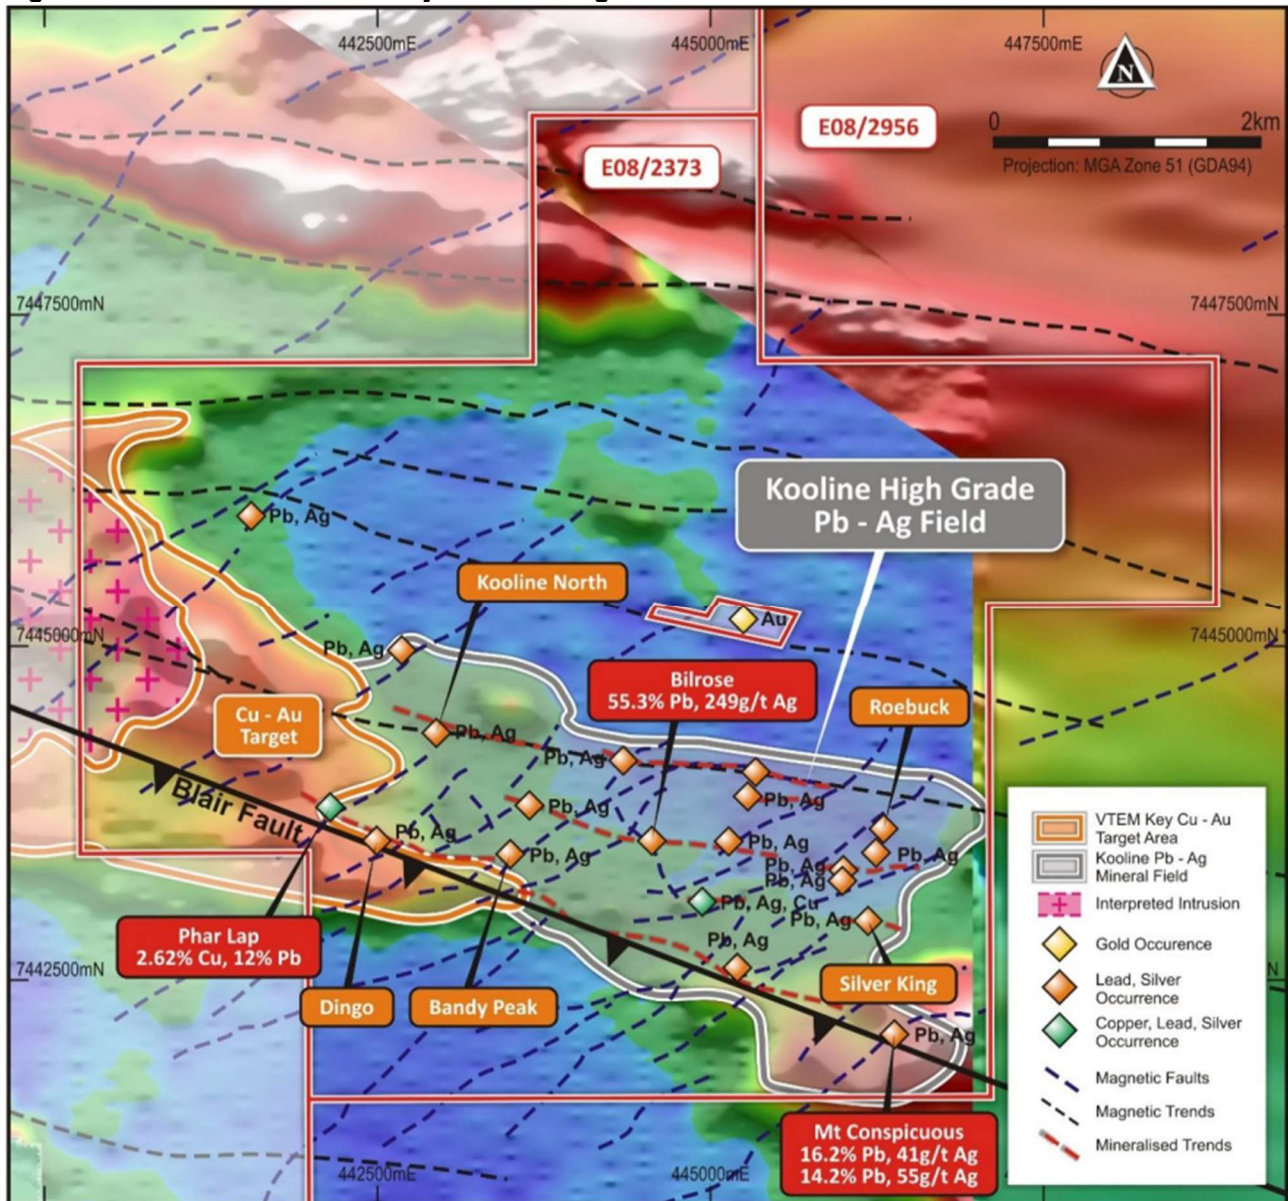 442500mE
445000mE
447500mE
N
E08/2956
0
2km
Projection: MGA Zone 51 (GDA94)
E08/2373
7447500mN
7447500mN
Kooline High Grade
Pb - Ag Field
Pb, Ag
Kooline North
Au
7445000mN
7445000mN
Pb, Ag
Bilrose
55.3% Pb, 249g/t Ag
Roebuck
Cu - Au
Target
Pb, Ag
Pb, Ag
Blair Fault
Pb, Ag
Pb, Ag
Pb, Ag
Pb, Ag
Pb, Ag
Pb, Ag
Pb, Ag
Pb, Ag
Pb, Ag, Cu
Pb, Ag
Pb, Ag
Phar Lap
2.62% Cu, 12% Pb
7442500mN
N
Silver King
Dingo
Bandy Peak
Pb, Ag
Mt Conspicuous
16.2% Pb, 41g/t Ag
14.2% Pb, 55g/t Ag
442500mE
445000mE
VTEM Key Cu - Au
Target Area
Kooline Pb - Ag
Mineral Field
Interpreted Intrusion
Gold Occurence
Lead, Silver
Occurrence
Copper, Lead, Silver
Occurrence
Magnetic Faults
Magnetic Trends
Mineralised Trends